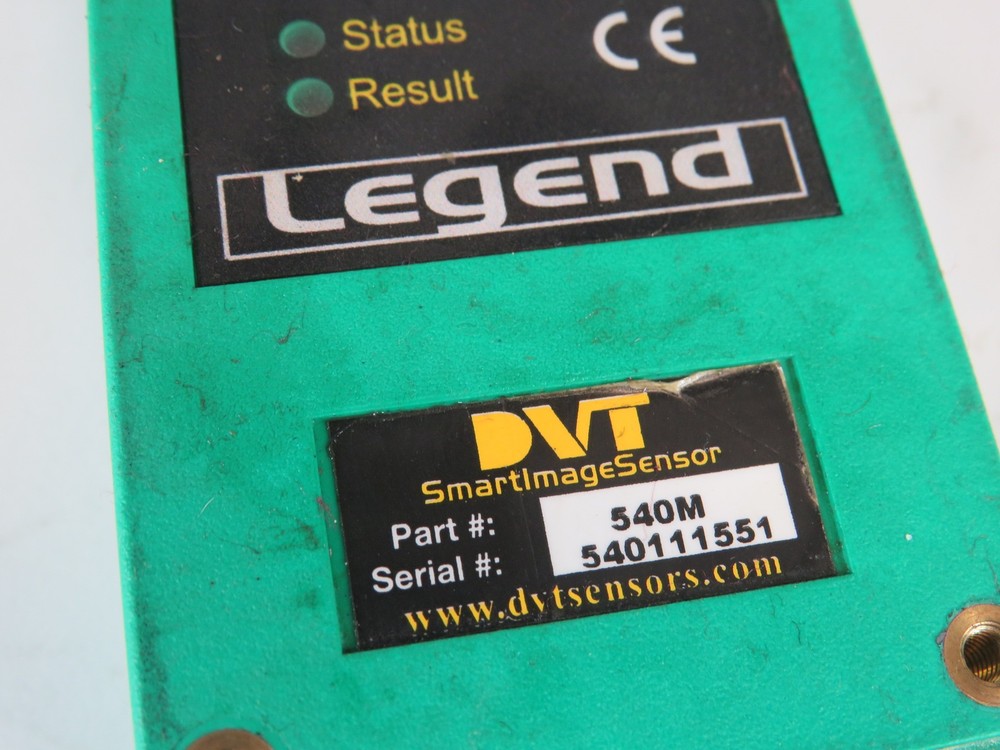 Status
CE
Result
Legend
DVT
SmartImageSensor
Part #: 540M
Serial #: 540111551
www.dvtsensors.com